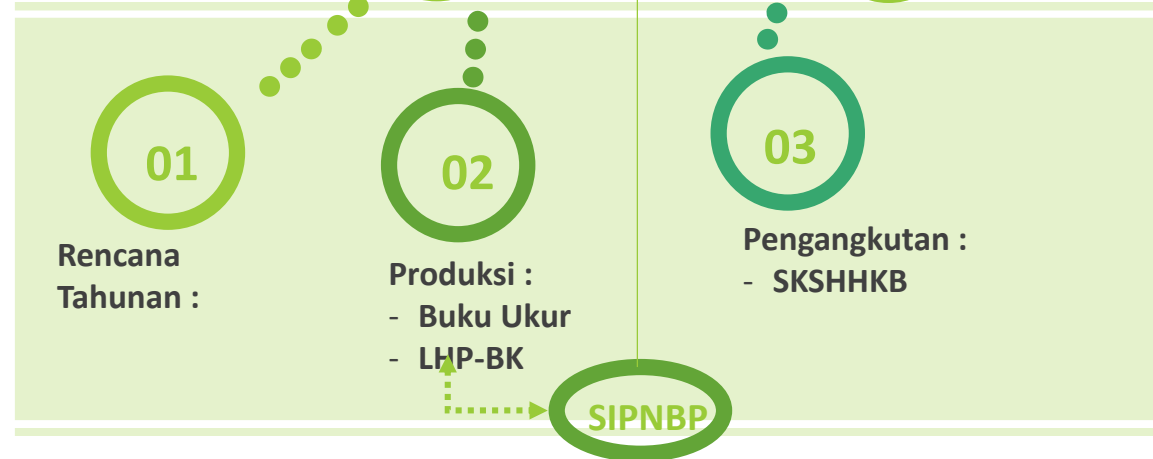 01
Rencana
Tahunan :
02
Produksi :
- Buku Ukur
- LHP-BK
03
Pengangkutan :
- SKSHHKB
SIPNBP